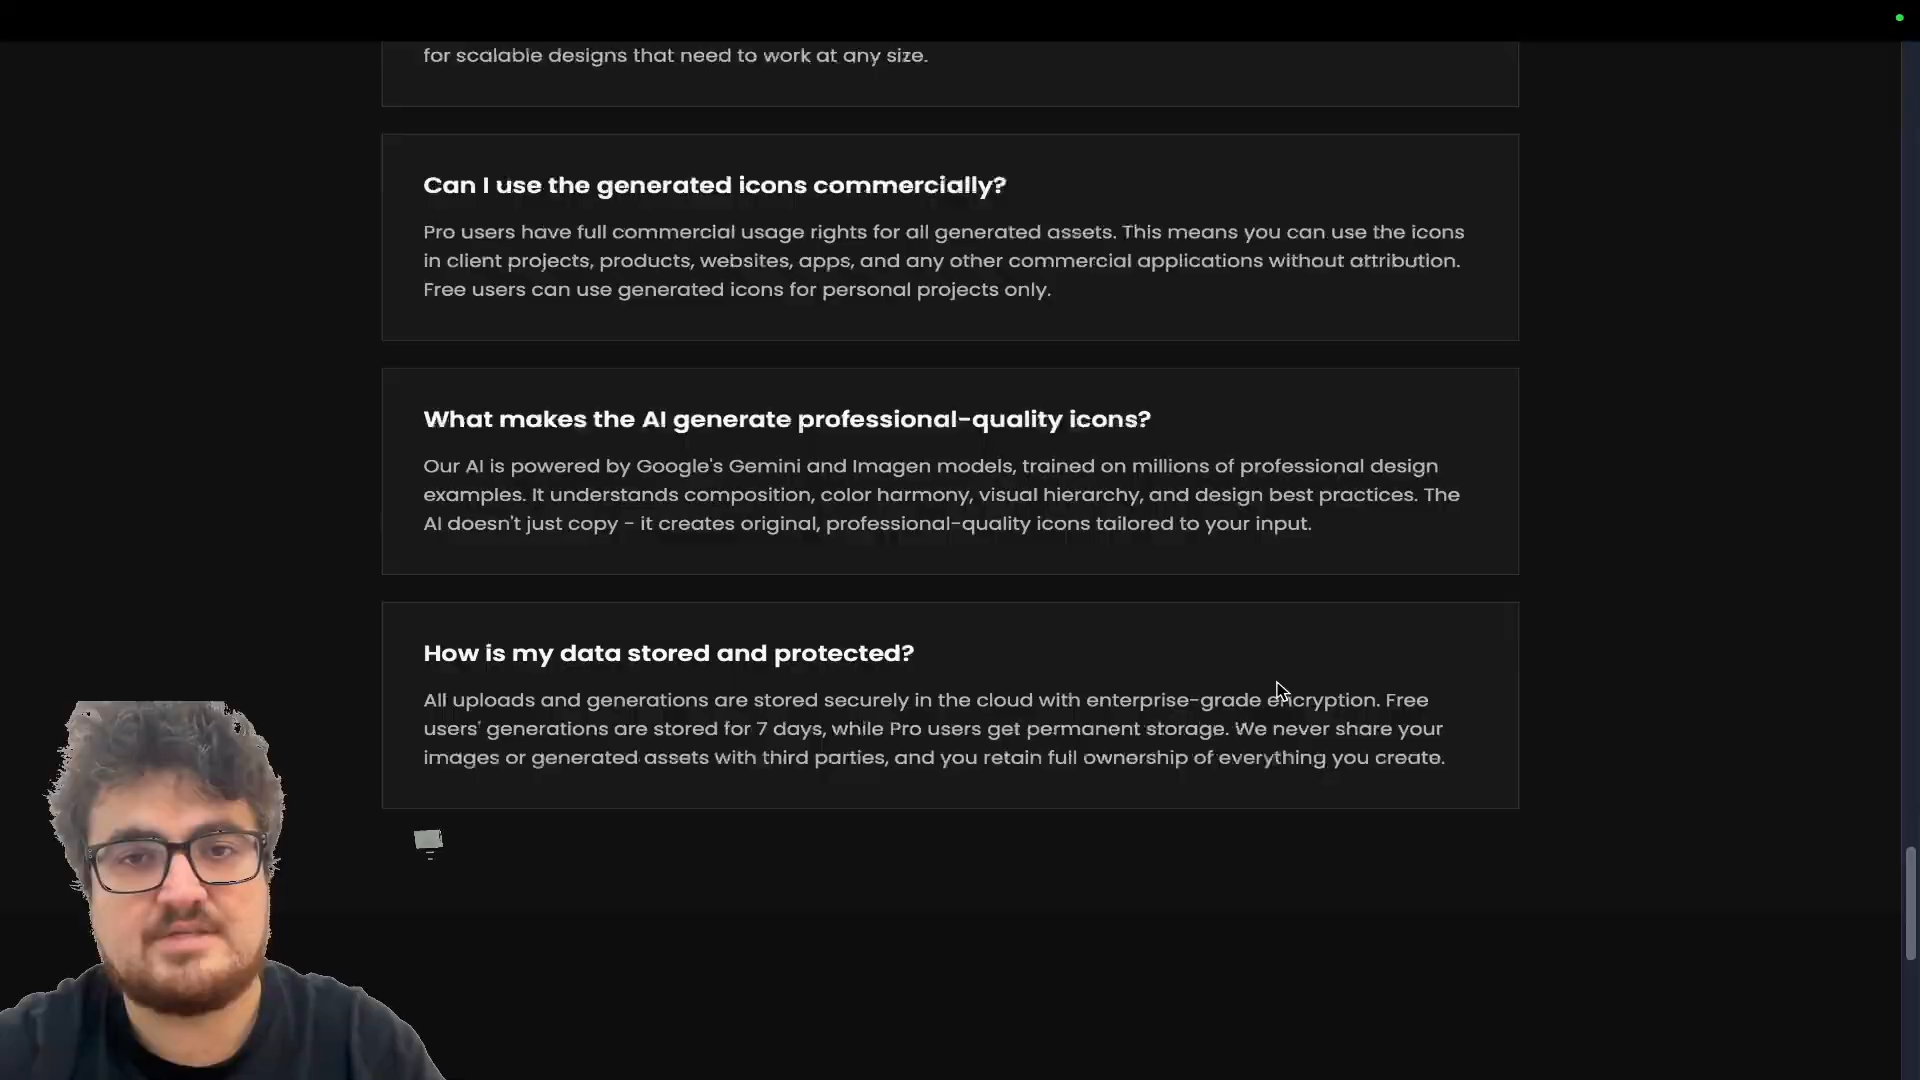 for scalable designs that need to work at any size.
Can I use the generated icons commercially?
Pro users have full commercial usage rights for all generated assets. This means you can use the icons
in client projects, products, websites, apps, and any other commercial applications without attribution.
Free users can use generated icons for personal projects only.
What makes the AI generate professional-quality icons?
Our AI is powered by Google's Gemini and Imagen models, trained on millions of professional design
examples. It understands composition, color harmony, visual hierarchy, and design best practices. The
AI doesn't just copy - it creates original, professional-quality icons tailored to your input.
How is my data stored and protected?
All uploads and generations are stored securely in the cloud with enterprise-grade encryption. Free
users' generations are stored for 7 days, while Pro users get permanent storage. We never share your
images or generated assets with third parties, and you retain full ownership of everything you create.